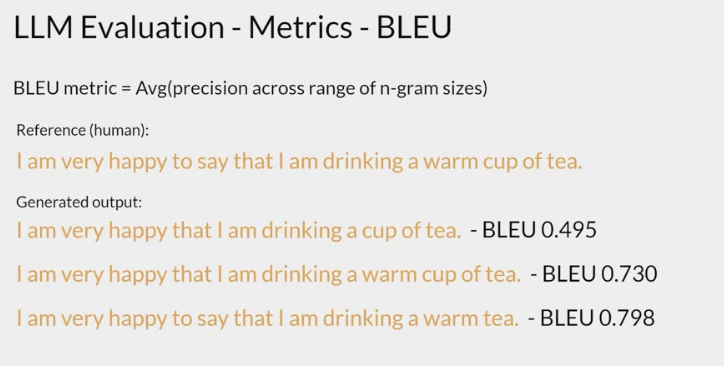 LLM Evaluation - Metrics - BLEU
BLEU metric = Avg(precision across range of n-gram sizes)
Reference (human):
I am very happy to say that I am drinking a warm cup of tea.
Generated output:
I am very happy that I am drinking a cup of tea. - BLEU 0.495
I am very happy that I am drinking a warm cup of tea. - BLEU 0.730
I am very happy to say that I am drinking a warm tea. - BLEU 0.798